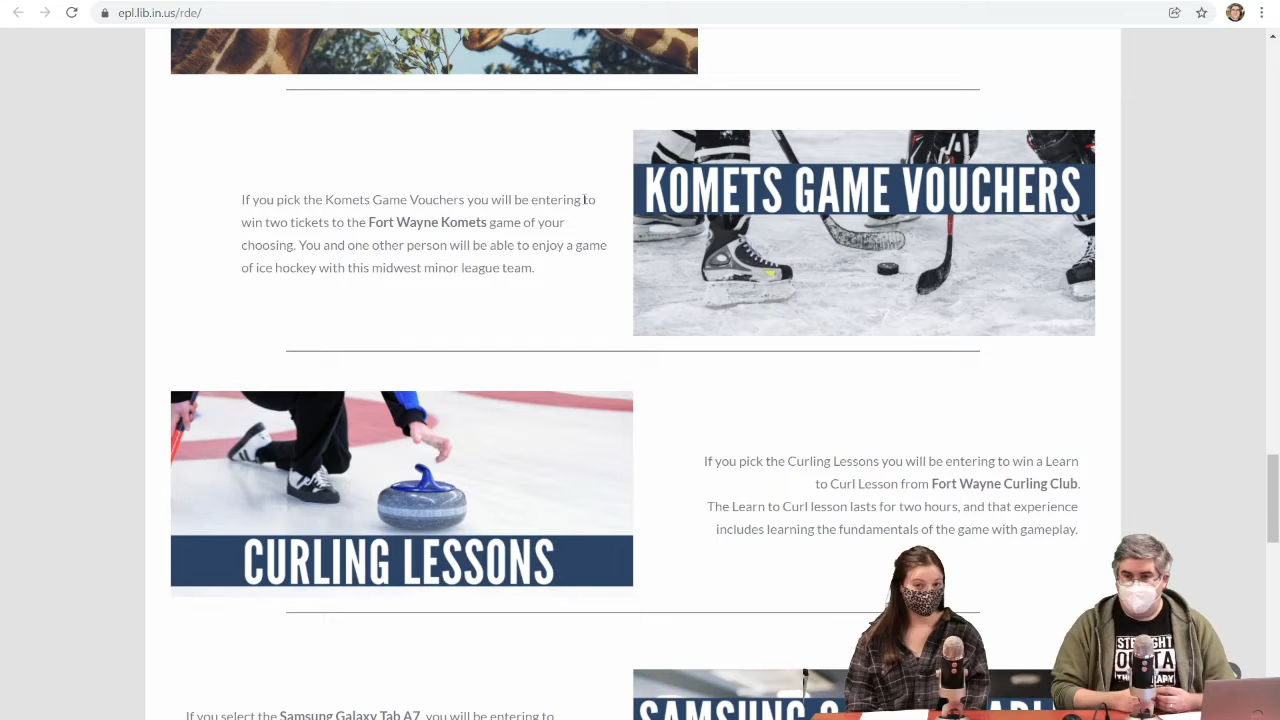 epl.lib.in.us/rde/
KOMETS GAME VOUCHERS
If you pick the Komets Game Vouchers you will be entering to
win two tickets to the Fort Wayne Komets game of your
choosing. You and one other person will be able to enjoy a game
of ice hockey with this midwest minor league team.
CURLING LESSONS
If you pick the Curling Lessons you will be entering to win a Learn
to Curl Lesson from Fort Wayne Curling Club.
The Learn to Curl lesson lasts for two hours, and that experience
includes learning the fundamentals of the game with gameplay.
SAMSUNG
If you select the Samsung Galaxy Tab A7, you will be entering to
STRAIGHT
OUTTA